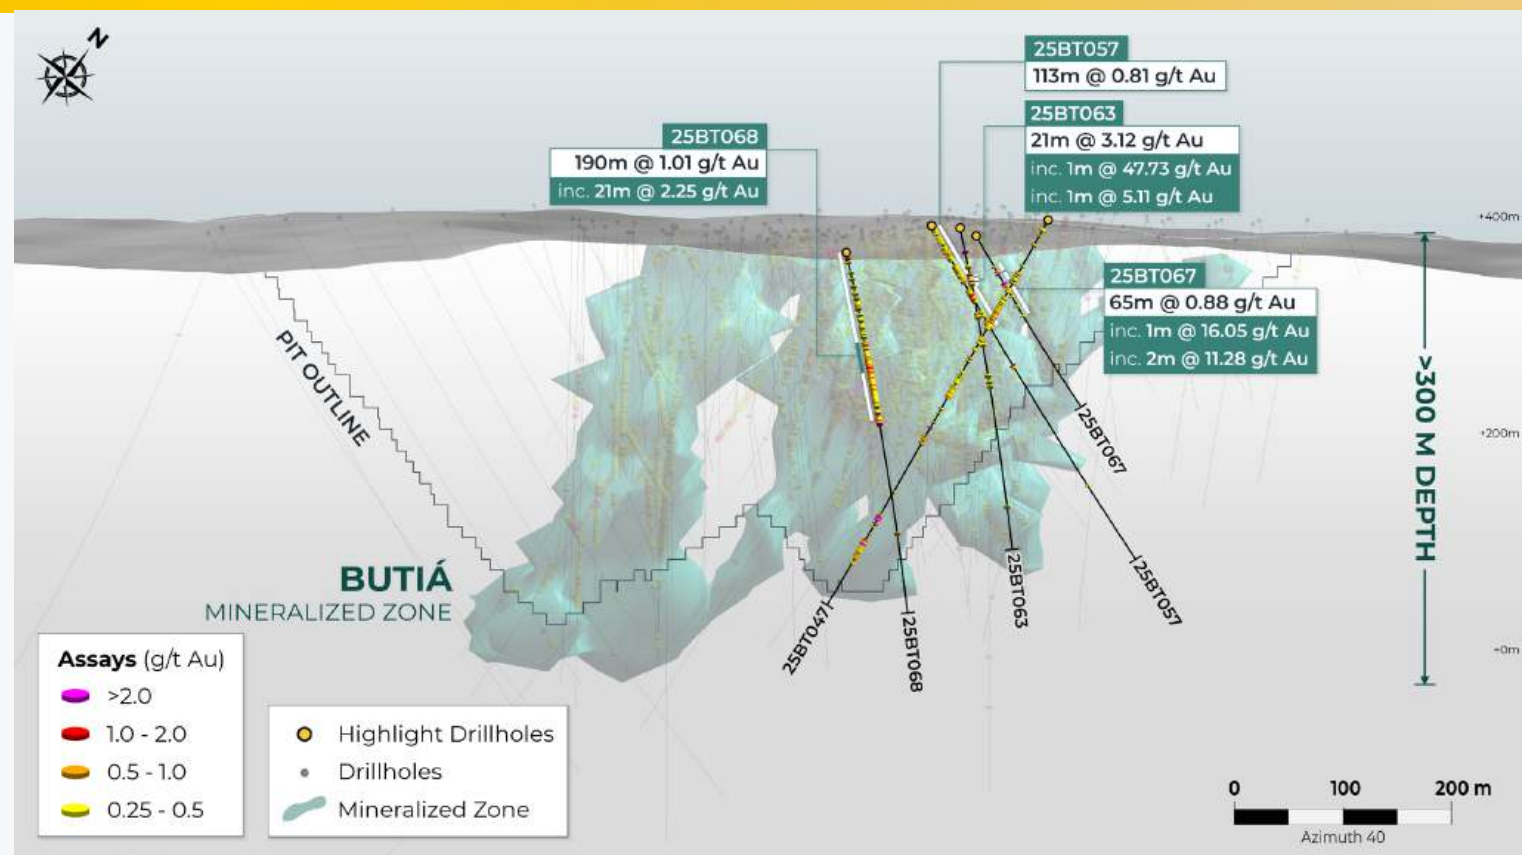 N
25BT057
113m @ 0.81 g/t Au
25BT063
21m @ 3.12 g/t Au
inc. 1m @ 47.73 g/t Au
inc. 1m @ 5.11 g/t Au
25BT068
190m @ 1.01 g/t Au
inc. 21m @ 2.25 g/t Au
+400m
25BT067
65m @ 0.88 g/t Au
inc. 1m @ 16.05 g/t Au
inc. 2m @ 11.28 g/t Au
PIT OUTLINE
>300 M DEPTH
+200m
25BT067
25BT057
25BT063
25BT068
25BT047
+0m
BUTIÁ
MINERALIZED ZONE
Assays (g/t Au)
>2.0
1.0 - 2.0
0.5 - 1.0
0.25 - 0.5
Highlight Drillholes
Drillholes
Mineralized Zone
0 100 200 m
Azimuth 40